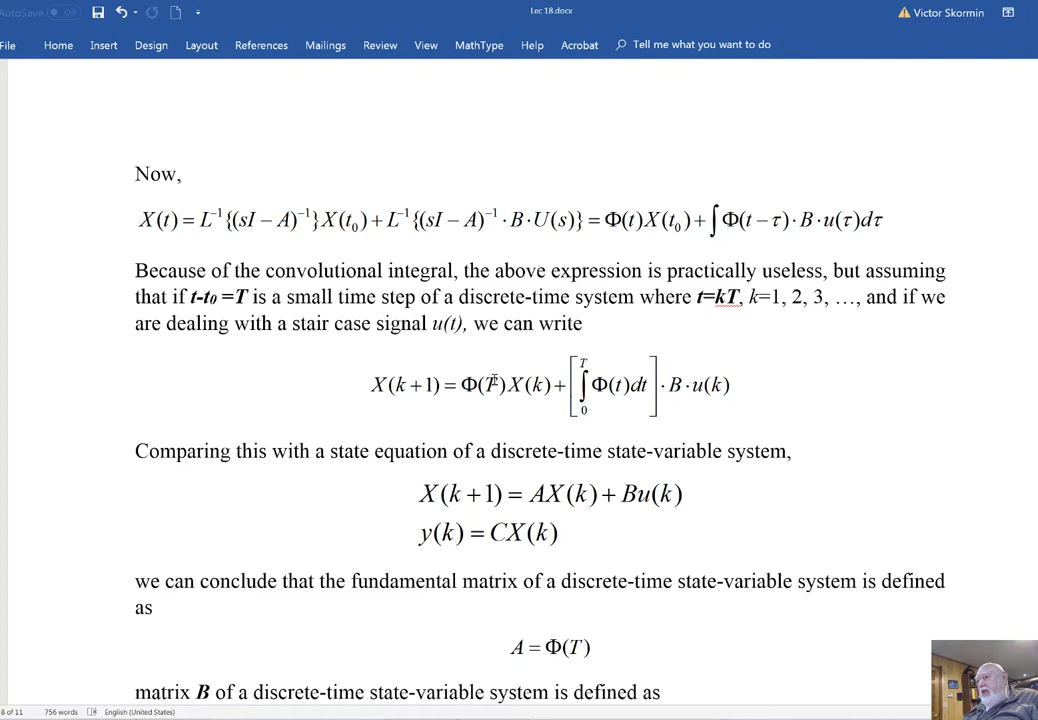 AutoSave Off
Lec 18.docx
Victor Skormin
File Home Insert Design Layout References Mailings Review View MathType Help Acrobat Tell me what you want to do
Now,
X(t) = L⁻¹{(sI − A)⁻¹}X(t₀) + L⁻¹{(sI − A)⁻¹ · B · U(s)} = Φ(t)X(t₀) + ∫Φ(t − τ) · B · u(τ)dτ
Because of the convolutional integral, the above expression is practically useless, but assuming
that if t-t₀ =T is a small time step of a discrete-time system where t=kT, k=1, 2, 3, …, and if we
are dealing with a stair case signal u(t), we can write
X(k + 1) = Φ(T)X(k) + [∫₀ᵀ Φ(t)dt] · B · u(k)
Comparing this with a state equation of a discrete-time state-variable system,
X(k + 1) = AX(k) + Bu(k)
y(k) = CX(k)
we can conclude that the fundamental matrix of a discrete-time state-variable system is defined
as
A = Φ(T)
matrix B of a discrete-time state-variable system is defined as
8 of 11 756 words English (United States)